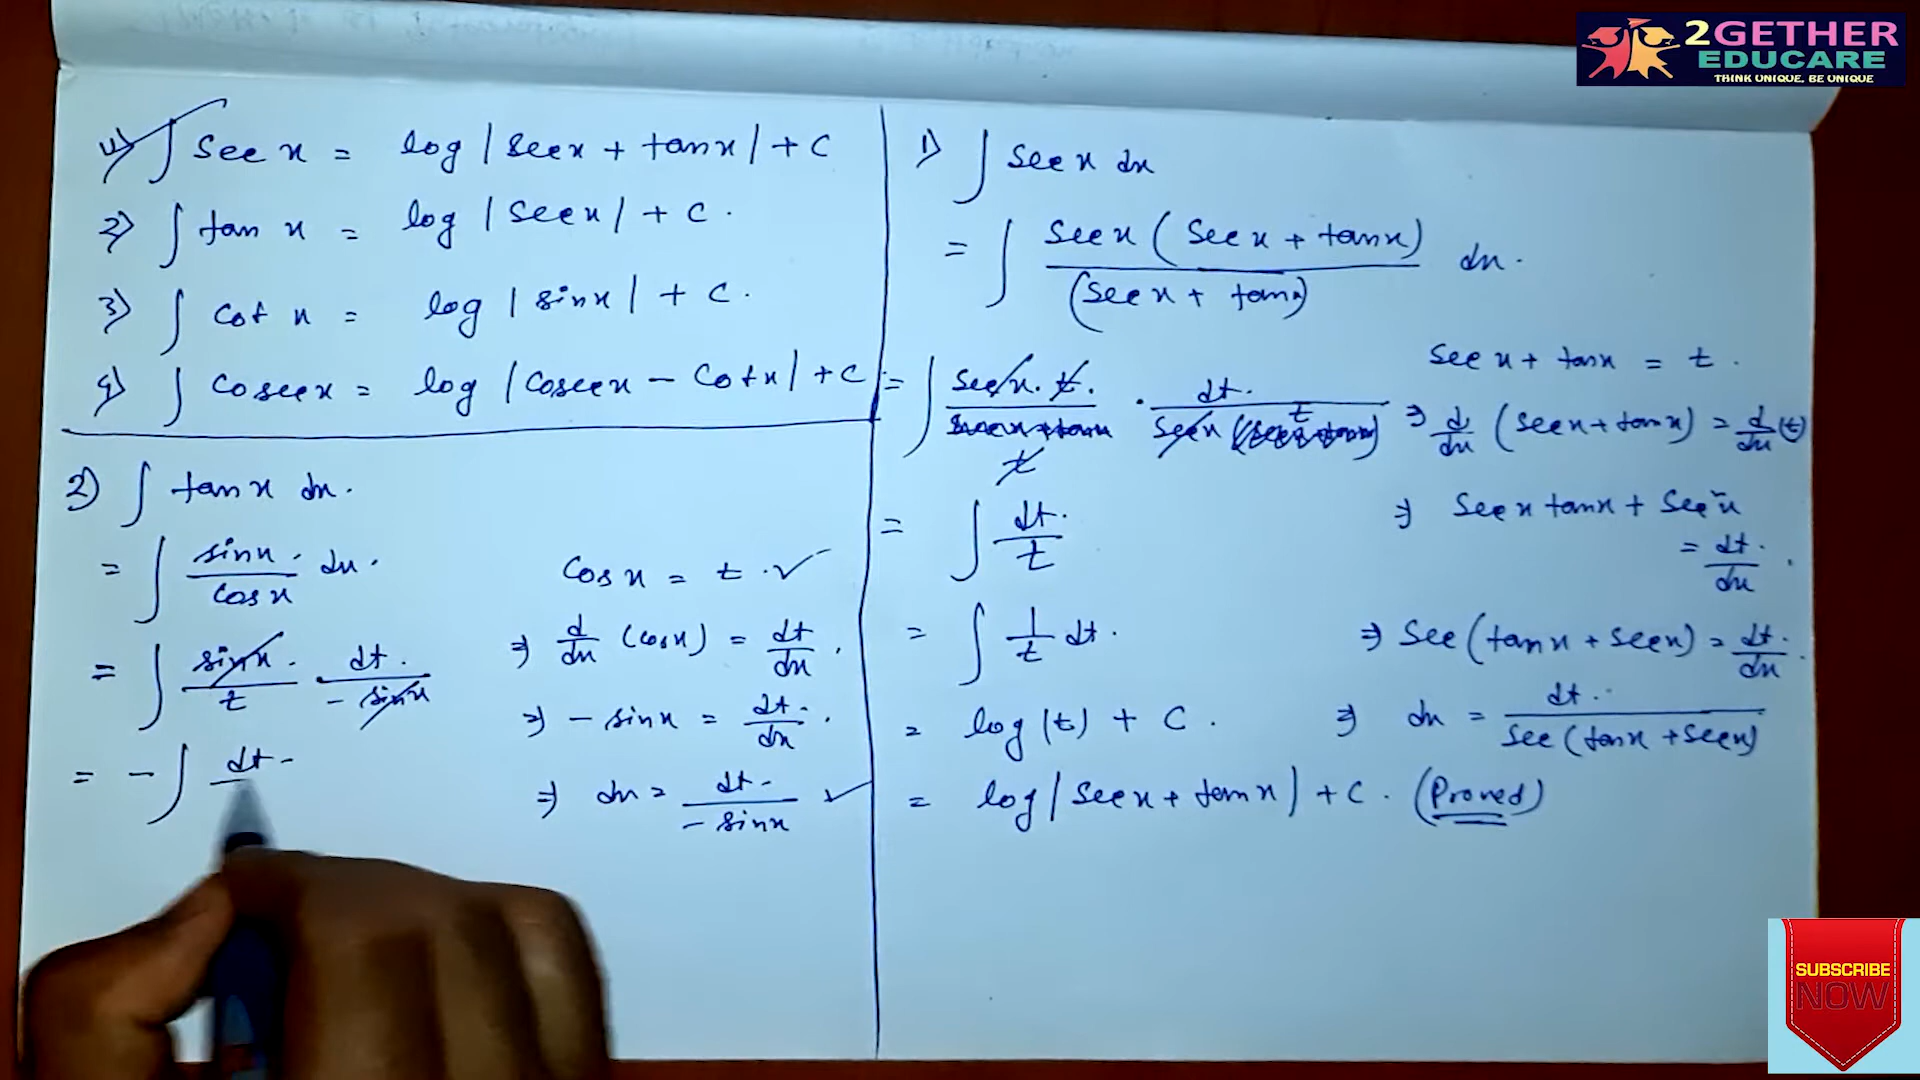 2GETHER
EDUCARE
THINK UNIQUE. BE UNIQUE
1) ∫ sec x = log |sec x + tan x| + C
2) ∫ tan x = log |sec x| + C.
3) ∫ cot x = log |sin x| + C.
4) ∫ cosec x = log |cosec x - cot x| + C
2) ∫ tan x dx.
= ∫ sin x / cos x . dx.
= ∫ sin x / t . dt / - sin x
= - ∫ dt
cos x = t. ✓
⇒ d/dx (cos x) = dt/dx.
⇒ - sin x = dt/dx.
⇒ dx = dt / - sin x ✓
1) ∫ sec x dx
= ∫ sec x (sec x + tan x) / (sec x + tan x) dx.
= ∫ sec x . t / t . dt / sec x t
= ∫ dt / t
= ∫ 1/t dt.
= log (t) + C.
= log |sec x + tan x| + C. (Proved)
sec x + tan x = t.
⇒ d/dx (sec x + tan x) = d/dx (t)
⇒ sec x tan x + sec² x
= dt/dx.
⇒ sec (tan x + sec x) = dt/dx.
⇒ dx = dt / sec (tan x + sec x)
SUBSCRIBE
NOW